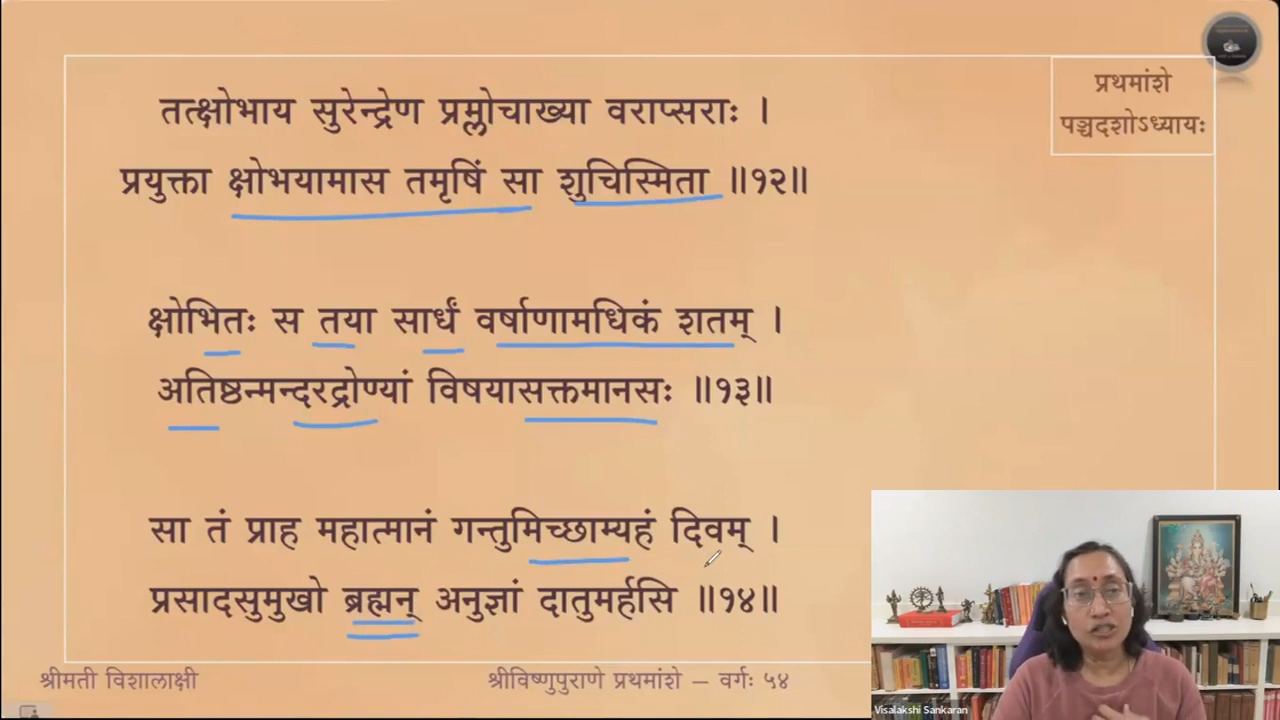 प्रथमांशे
पञ्चदशोऽध्यायः
तत्क्षोभाय सुरेन्द्रेण प्रम्लोचाख्या वराप्सराः ।
प्रयुक्ता क्षोभयामास तमृषिं सा शुचिस्मिता ॥१२॥
क्षोभितः स तया सार्धं वर्षाणामधिकं शतम् ।
अतिष्ठन्मन्दरद्रोण्यां विषयासक्तमानसः ॥१३॥
सा तं प्राह महात्मानं गन्तुमिच्छाम्यहं दिवम् ।
प्रसादसुमुखो ब्रह्मन् अनुज्ञां दातुमर्हसि ॥१४॥
श्रीमती विशालाक्षी
श्रीविष्णुपुराणे प्रथमांशे – वर्गः ५४
Visalakshi Sankaran